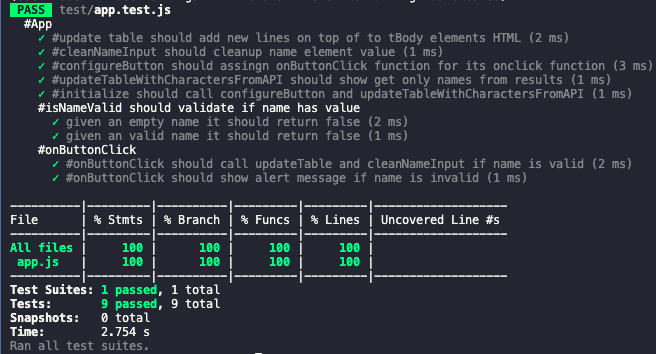 PASS test/app.test.js
#App
✓ #update table should add new lines on top of to tBody elements HTML (2 ms)
✓ #cleanNameInput should cleanup name element value (1 ms)
✓ #configureButton should assingn onButtonClick function for its onclick function (3 ms)
✓ #updateTableWithCharactersFromAPI should show get only names from results (1 ms)
✓ #initialize should call configureButton and updateTableWithCharactersFromAPI (1 ms)
#isNameValid should validate if name has value
✓ given an empty name it should return false (2 ms)
✓ given an valid name it should return false (1 ms)
#onButtonClick
✓ #onButtonClick should call updateTable and cleanNameInput if name is valid (2 ms)
✓ #onButtonClick should show alert message if name is invalid (1 ms)
File | % Stmts | % Branch | % Funcs | % Lines | Uncovered Line #s
All files | 100 | 100 | 100 | 100 |
app.js | 100 | 100 | 100 | 100 |
Test Suites: 1 passed, 1 total
Tests: 9 passed, 9 total
Snapshots: 0 total
Time: 2.754 s
Ran all test suites.